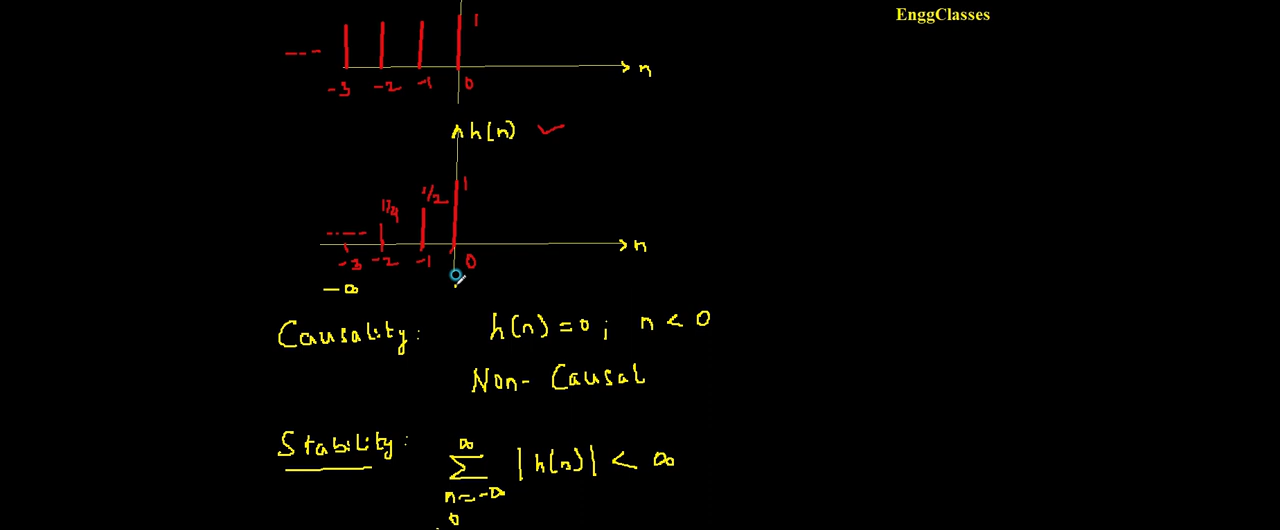 EnggClasses
1
--- n
-3 -2 -1 0
h(n) ✓
1/4 1/2 1
----- n
-3 -2 -1 0
-∞
Causality: h(n) = 0; n < 0
Non-Causal
Stability: ∞
∑ |h(n)| < ∞
n=-∞
0